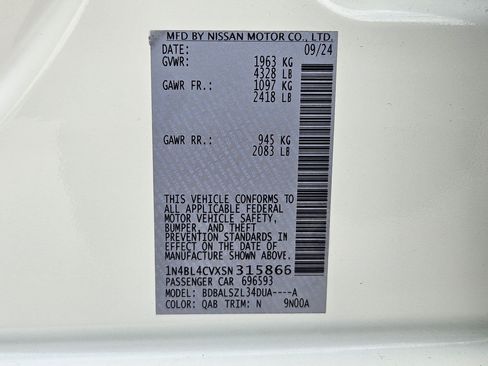 MFD BY NISSAN MOTOR CO., LTD.
DATE: 09/24
GVWR: 1963 KG
4328 LB
GAWR FR.: 1097 KG
2418 LB
GAWR RR.: 945 KG
2083 LB
THIS VEHICLE CONFORMS TO
ALL APPLICABLE FEDERAL
MOTOR VEHICLE SAFETY,
BUMPER, AND THEFT
PREVENTION STANDARDS
IN EFFECT ON THE DATE OF
MANUFACTURE SHOWN ABOVE.
1N4BL4CVXSN315866
PASSENGER CAR 696593
MODEL: BDBALSZL34DUA----A
COLOR: QAB TRIM: N 9N00A